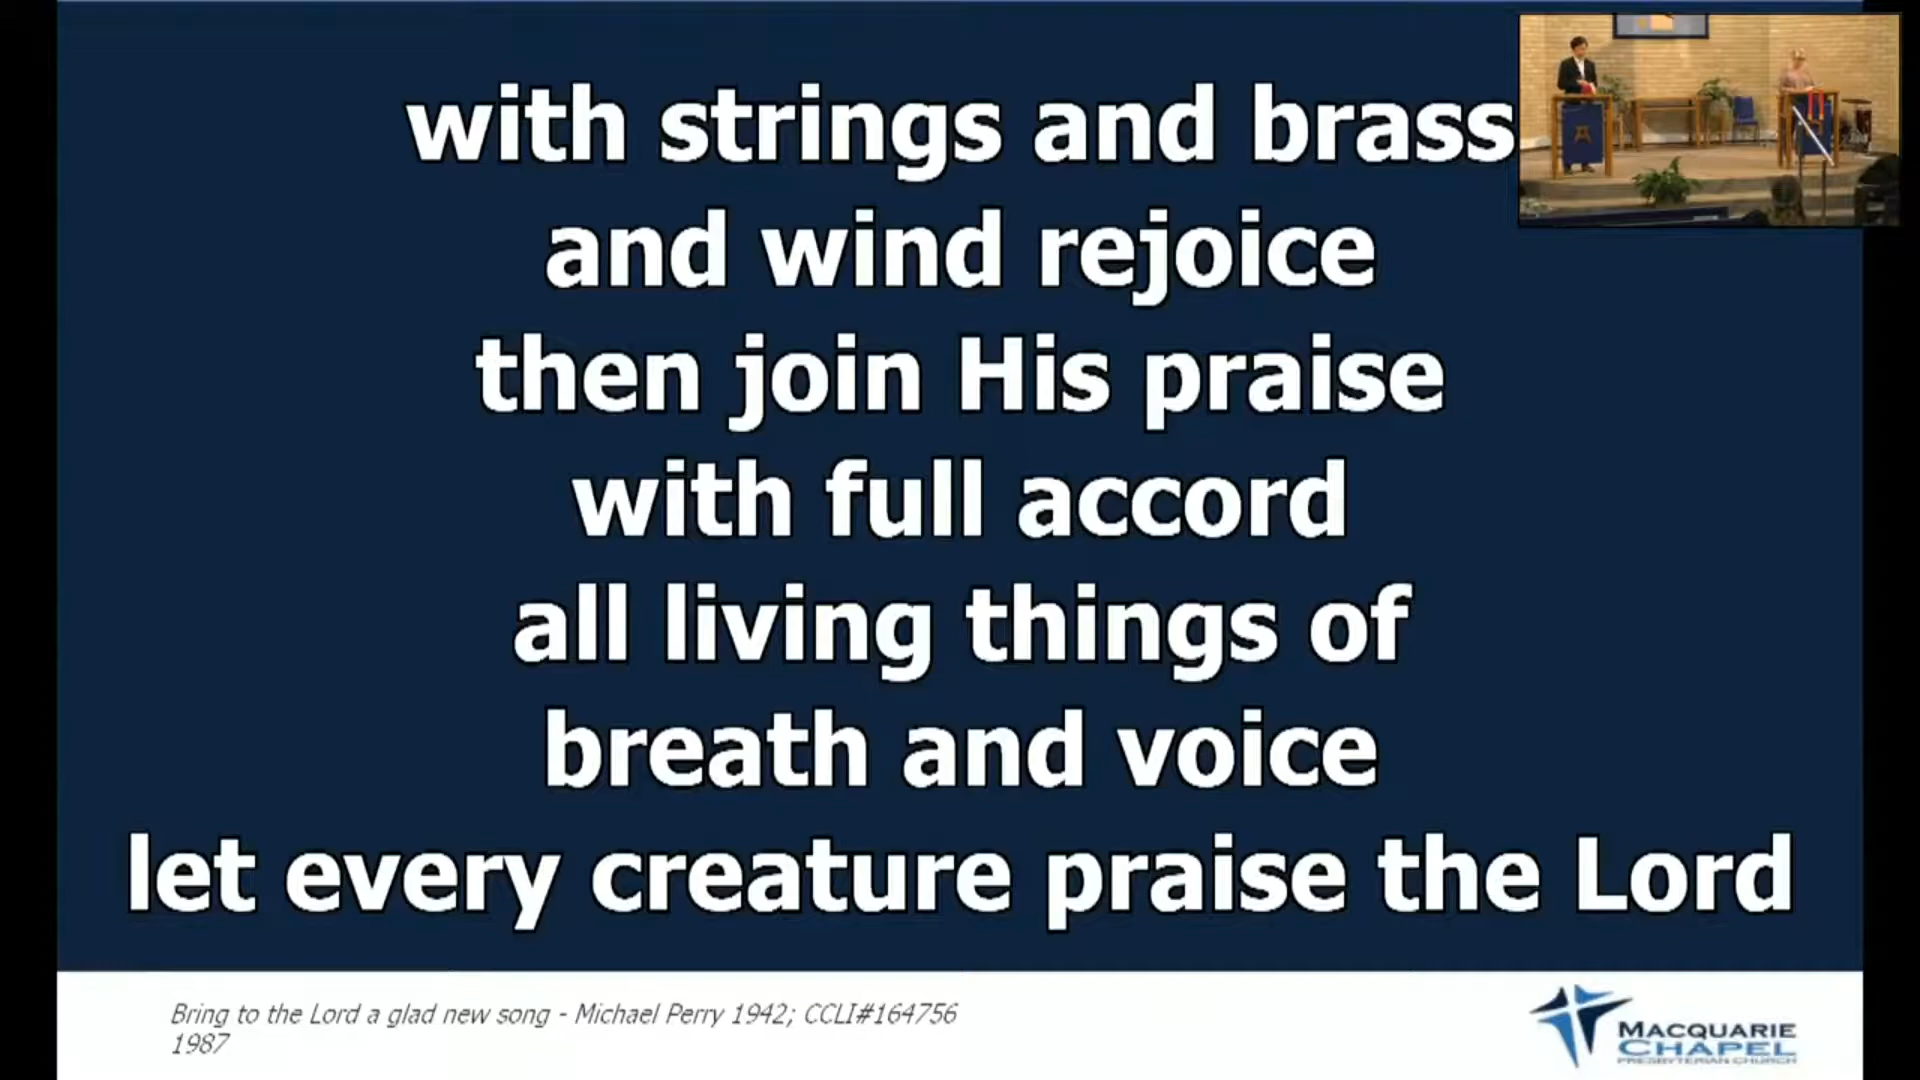 with strings and brass
and wind rejoice
then join His praise
with full accord
all living things of
breath and voice
let every creature praise the Lord
Bring to the Lord a glad new song - Michael Perry 1942; CCLI#164756
1987
MACQUARIE
CHAPEL
PRESBYTERIAN CHURCH